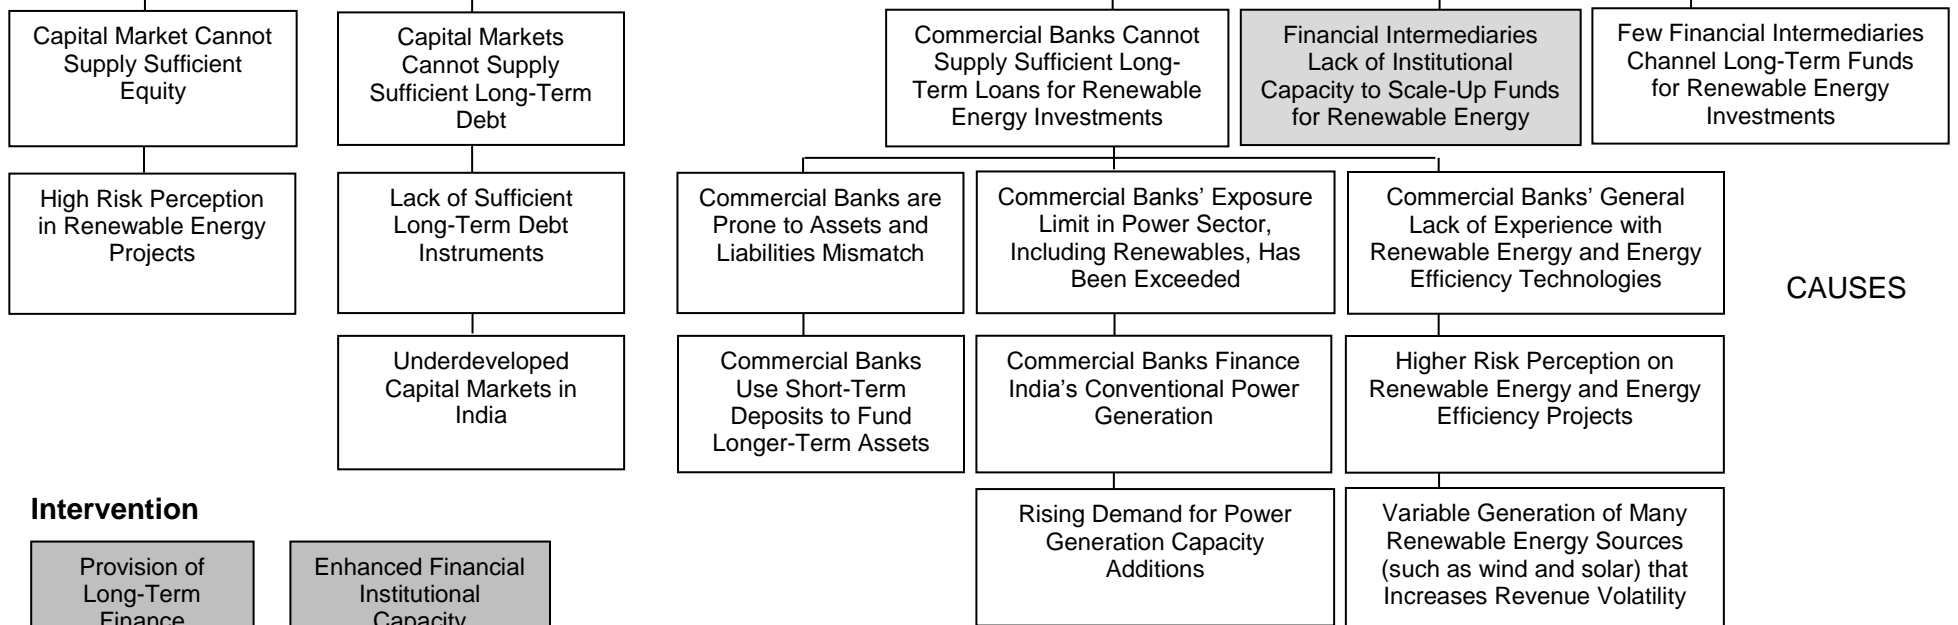 Capital Market Cannot
Supply Sufficient
Equity
Capital Markets
Cannot Supply
Sufficient Long-Term
Debt
Commercial Banks Cannot
Supply Sufficient Long-
Term Loans for Renewable
Energy Investments
Financial Intermediaries
Lack of Institutional
Capacity to Scale-Up Funds
for Renewable Energy
Few Financial Intermediaries
Channel Long-Term Funds
for Renewable Energy
Investments
High Risk Perception
in Renewable Energy
Projects
Lack of Sufficient
Long-Term Debt
Instruments
Commercial Banks are
Prone to Assets and
Liabilities Mismatch
Commercial Banks’ Exposure
Limit in Power Sector,
Including Renewables, Has
Been Exceeded
Commercial Banks’ General
Lack of Experience with
Renewable Energy and Energy
Efficiency Technologies
CAUSES
Underdeveloped
Capital Markets in
India
Commercial Banks
Use Short-Term
Deposits to Fund
Longer-Term Assets
Commercial Banks Finance
India’s Conventional Power
Generation
Higher Risk Perception on
Renewable Energy and Energy
Efficiency Projects
Rising Demand for Power
Generation Capacity
Additions
Variable Generation of Many
Renewable Energy Sources
(such as wind and solar) that
Increases Revenue Volatility
Intervention
Provision of
Long-Term
Finance
Enhanced Financial
Institutional
Capacity